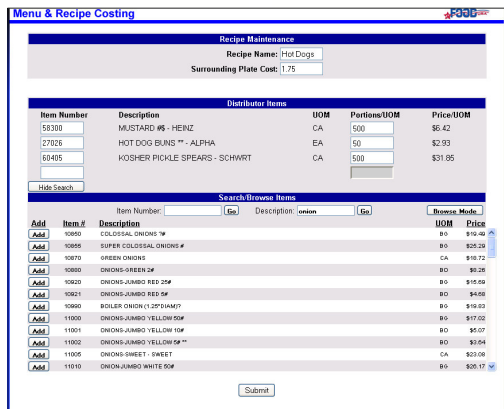 Menu & Recipe Costing
FOOD
Recipe Maintenance
Recipe Name: Hot Dogs
Surrounding Plate Cost: 1.75
Distributor Items
Item Number Description UOM Portions/UOM Price/UOM
58300 MUSTARD #$ - HEINZ CA 500 $6.42
27026 HOT DOG BUNS ** - ALPHA EA 50 $2.93
60405 KOSHER PICKLE SPEARS - SCHWRT CA 500 $31.85
Hide Search
Search/Browse Items
Item Number: Go Description: onion Go Browse Mode
Add Item # Description UOM Price
Add 10850 COLOSSAL ONIONS ?# BG $19.49
Add 10855 SUPER COLOSSAL ONIONS # BG $25.29
Add 10870 GREEN ONIONS CA $18.72
Add 10880 ONIONS-GREEN 2# BO $8.26
Add 10920 ONIONS-JUMBO RED 25# BG $15.69
Add 10921 ONIONS-JUMBO RED 5# BO $4.68
Add 10990 BOILER ONION (1.25"DIAM)? BG $19.83
Add 11000 ONIONS-JUMBO YELLOW 50# BG $17.02
Add 11001 ONIONS-JUMBO YELLOW 10# BO $5.07
Add 11002 ONIONS-JUMBO YELLOW 5# ** BO $3.64
Add 11005 ONIONS-SWEET - SWEET CA $23.08
Add 11010 ONION-JUMBO WHITE 50# BG $26.17
Submit